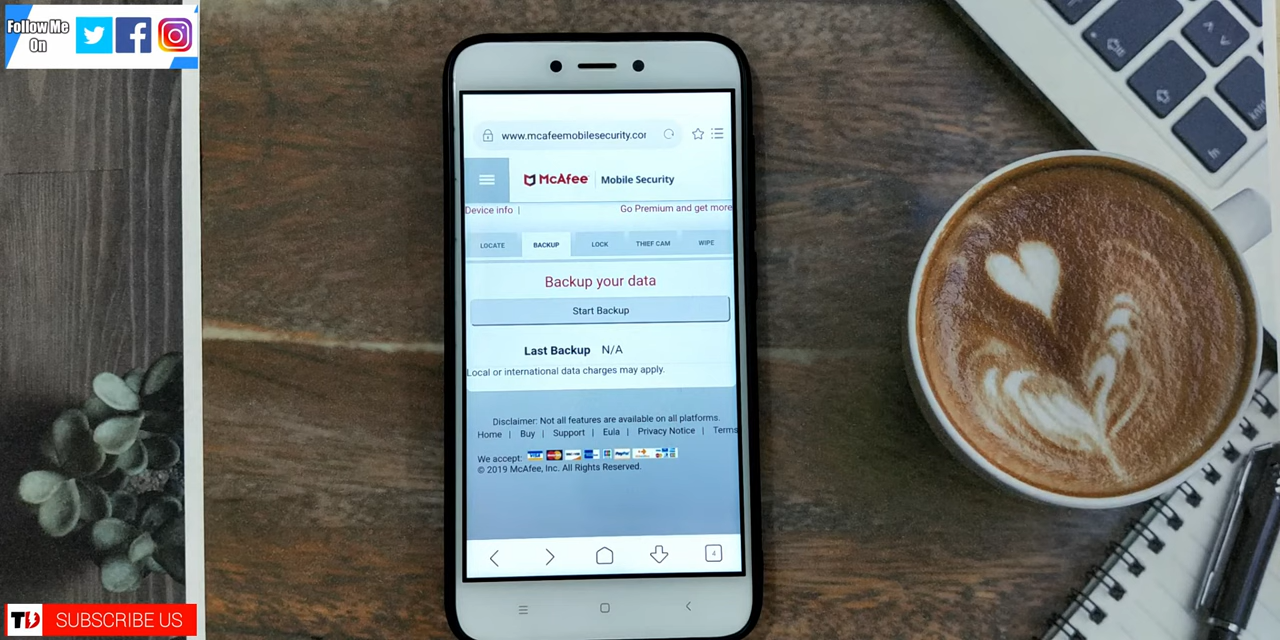 Follow Me
On
www.mcafeemobilesecurity.cor
McAfee | Mobile Security
Device info |
Go Premium and get more
LOCATE
BACKUP
LOCK
THIEF CAM
WIPE
Backup your data
Start Backup
Last Backup N/A
Local or international data charges may apply.
Disclaimer: Not all features are available on all platforms.
Home | Buy | Support | Eula | Privacy Notice | Terms
We accept:
© 2019 McAfee, Inc. All Rights Reserved.
4
fn
SUBSCRIBE US